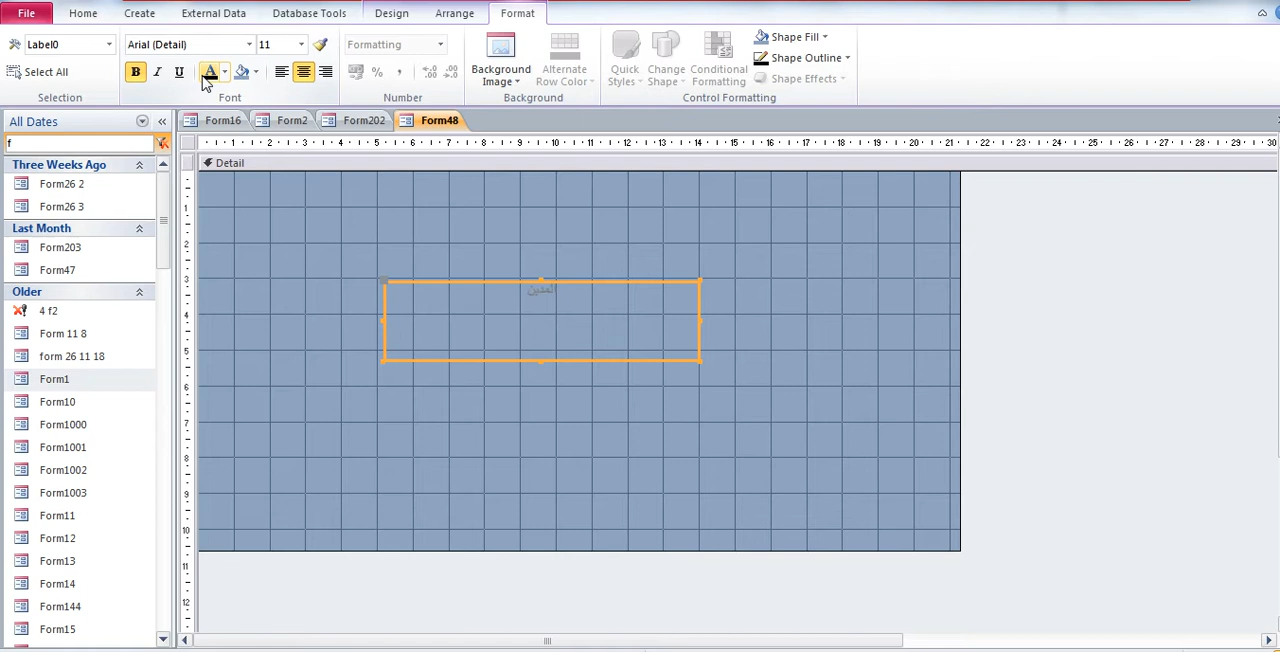 File Home Create External Data Database Tools Design Arrange Format
Label0 Arial (Detail) 11 Formatting Shape Fill
Shape Outline
Select All B I U A % , Background Image Alternate Row Color Quick Styles Change Shape Conditional Formatting Shape Effects
Selection Font Number Background Control Formatting
All Dates Form16 Form2 Form202 Form48
f
1 2 3 4 5 6 7 8 9 10 11 12 13 14 15 16 17 18 19 20 21 22 23 24 25 26 27 28 29 30
Detail
Three Weeks Ago
Form26 2
Form26 3
Last Month
Form203
Form47
Older
4 f2
Form 11 8
form 26 11 18
Form1
Form10
Form1000
Form1001
Form1002
Form1003
Form11
Form12
Form13
Form14
Form144
Form15
1
2
3
4
5
6
7
8
9
10
11
12
المدين